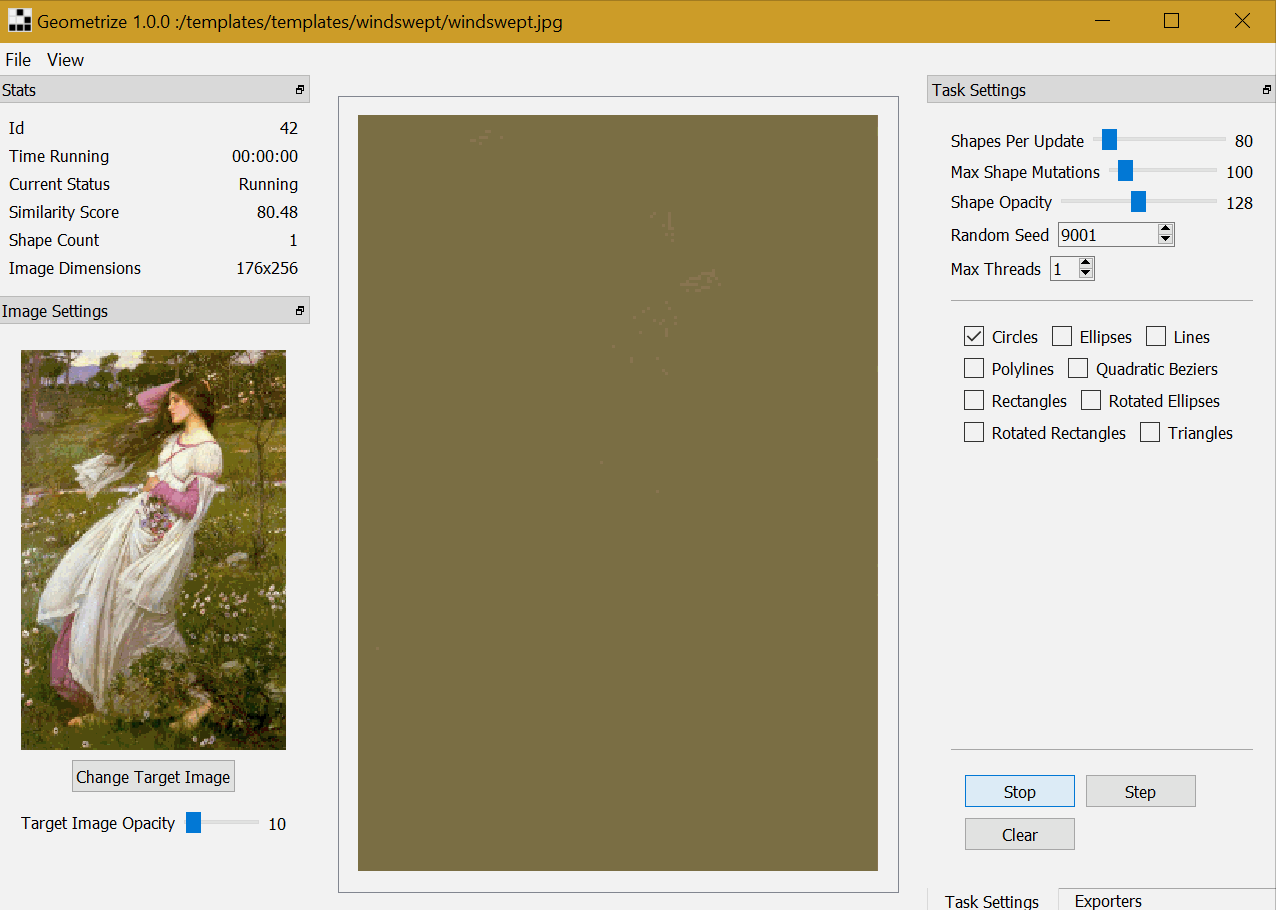 Geometrize 1.0.0 :/templates/templates/windswept/windswept.jpg
File View
Stats
Id 42
Time Running 00:00:00
Current Status Running
Similarity Score 80.48
Shape Count 1
Image Dimensions 176x256
Image Settings
Change Target Image
Target Image Opacity 10
Task Settings
Shapes Per Update 80
Max Shape Mutations 100
Shape Opacity 128
Random Seed 9001
Max Threads 1
Circles Ellipses Lines
Polylines Quadratic Beziers
Rectangles Rotated Ellipses
Rotated Rectangles Triangles
Stop Step
Clear
Task Settings Exporters